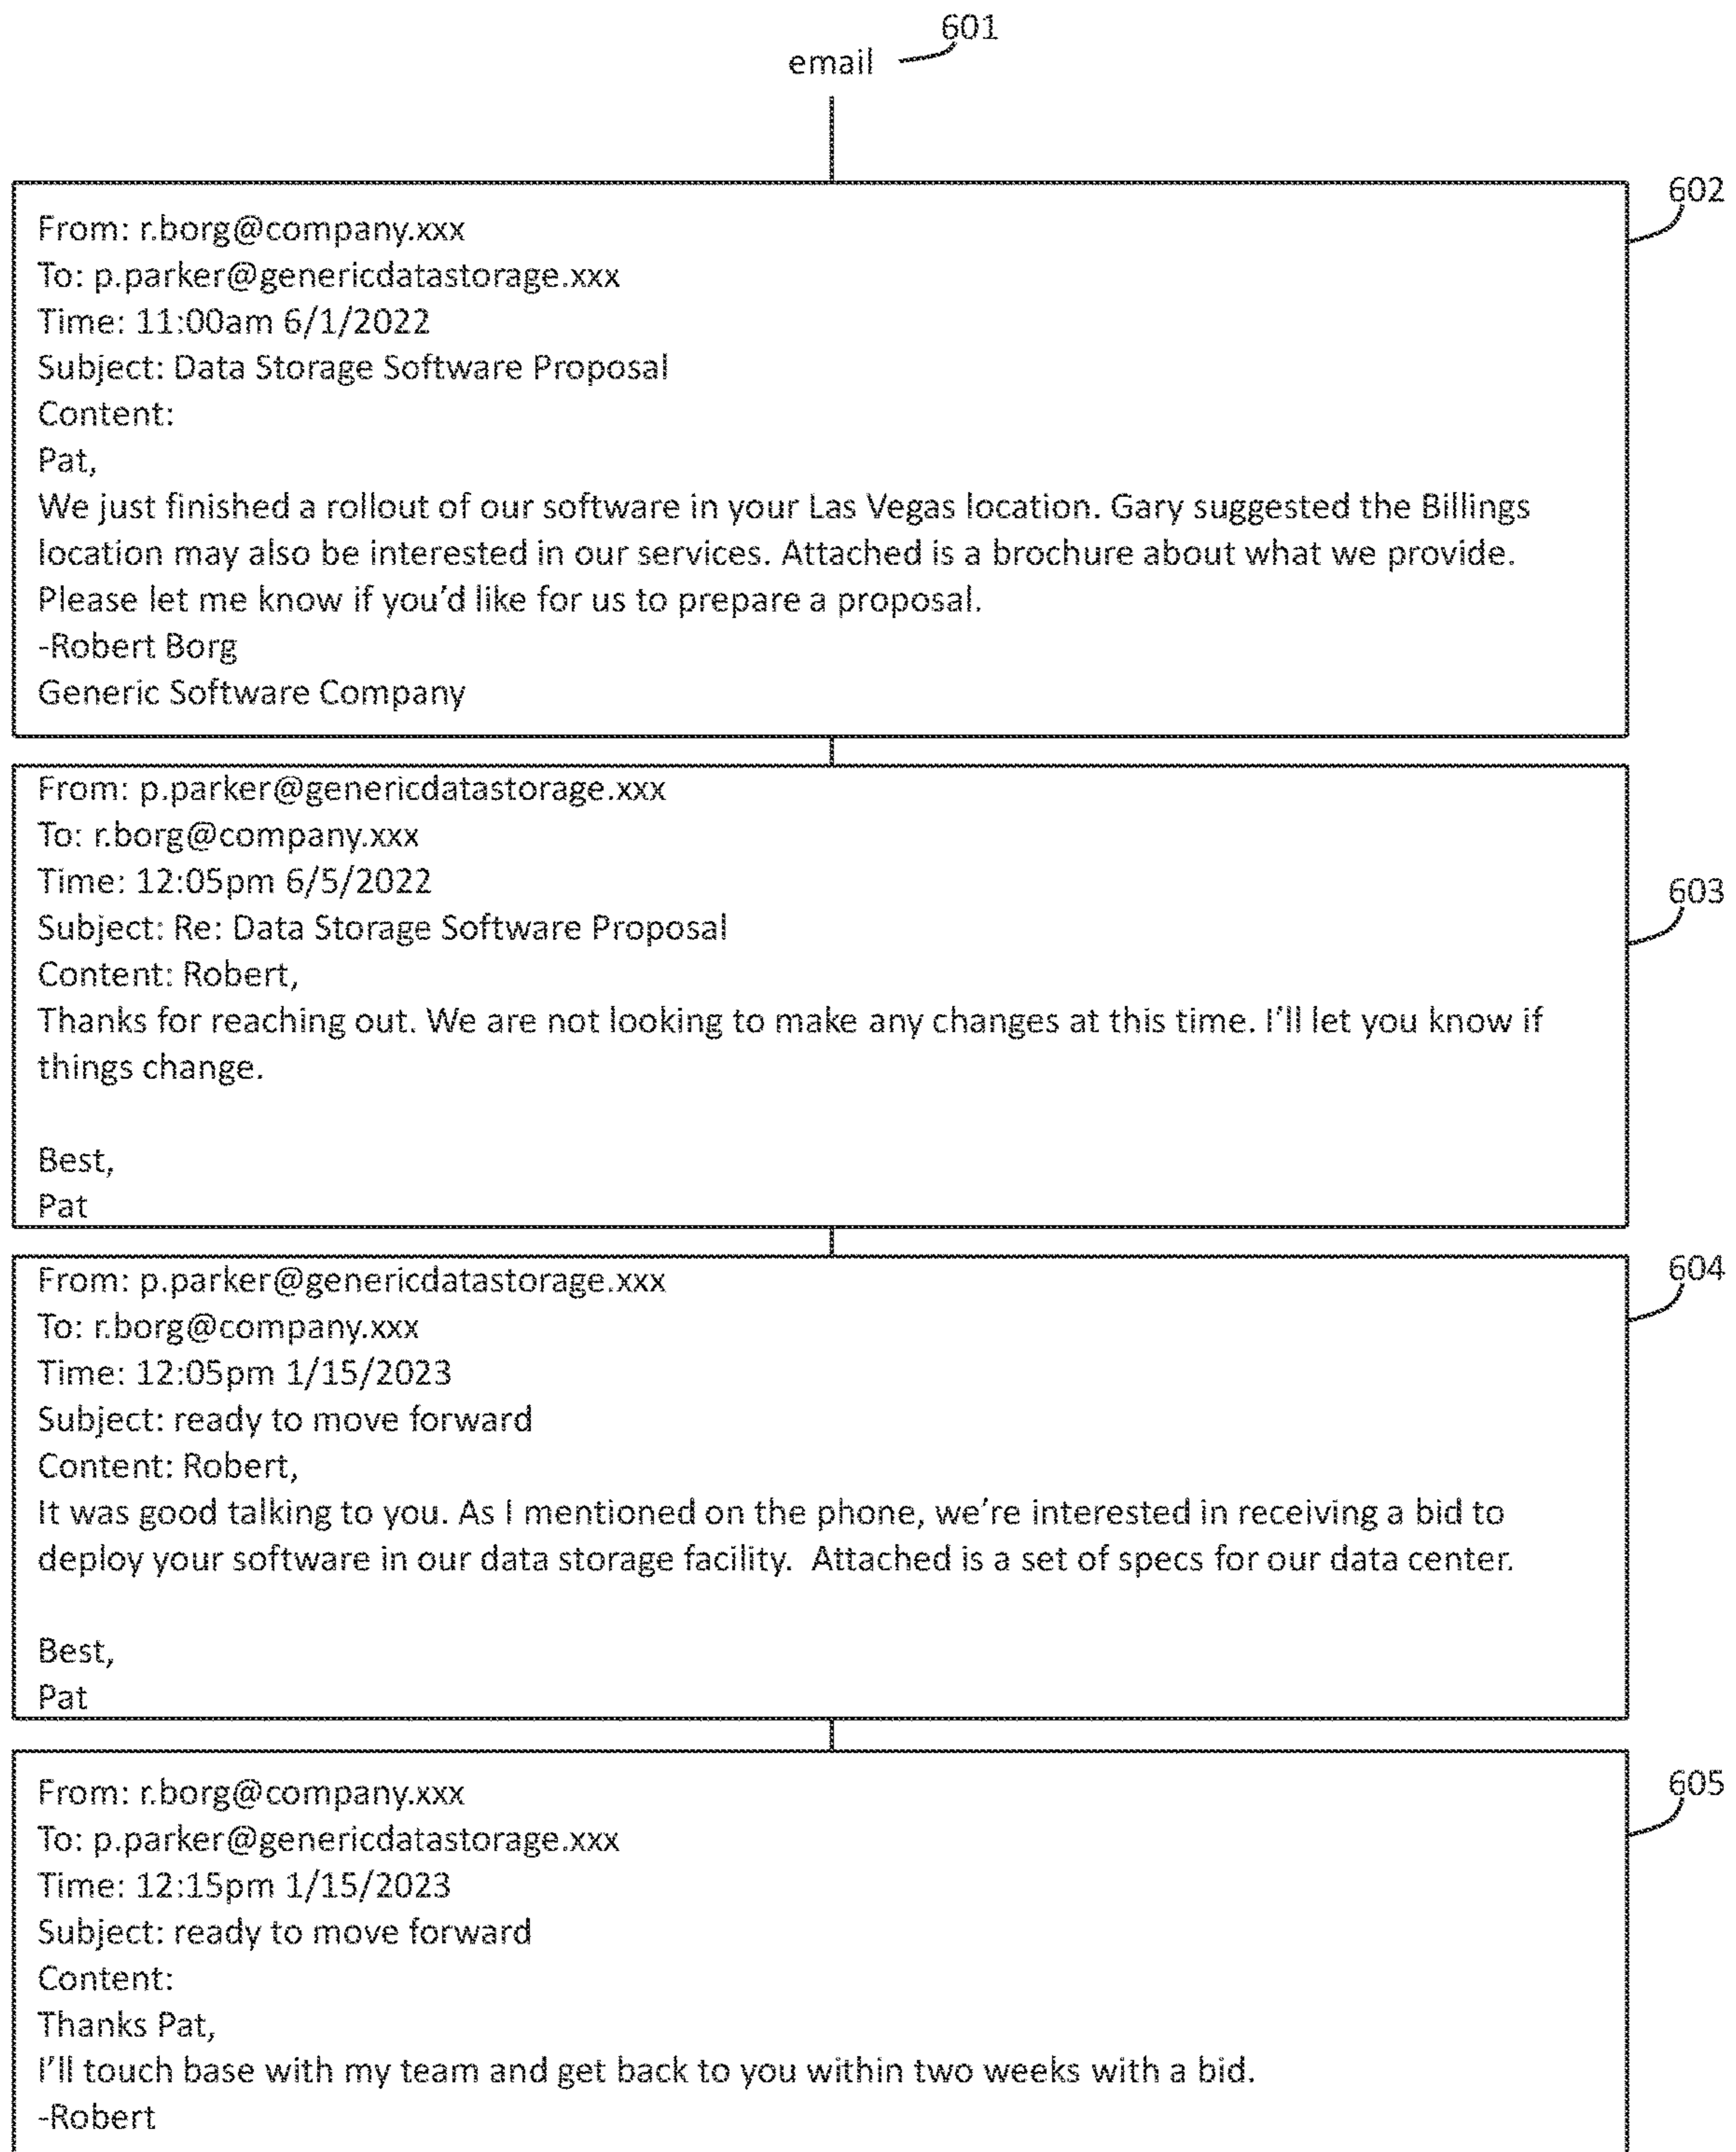 601
email
602
From: r.borg@company.xxx
To: p.parker@genericdatastorage.xxx
Time: 11:00am 6/1/2022
Subject: Data Storage Software Proposal
Content:
Pat,
We just finished a rollout of our software in your Las Vegas location. Gary suggested the Billings
location may also be interested in our services. Attached is a brochure about what we provide.
Please let me know if you'd like for us to prepare a proposal.
-Robert Borg
Generic Software Company
From: p.parker@genericdatastorage.xxx
To: r.borg@company.xxx
Time: 12:05pm 6/5/2022
603
Subject: Re: Data Storage Software Proposal
Content: Robert,
Thanks for reaching out. We are not looking to make any changes at this time. I'll let you know if
things change.
Best,
Pat
604
From: p.parker@genericdatastorage.xxx
To: r.borg@company.xxx
Time: 12:05pm 1/15/2023
Subject: ready to move forward
Content: Robert,
It was good talking to you. As I mentioned on the phone, we're interested in receiving a bid to
deploy your software in our data storage facility.  Attached is a set of specs for our data center.
Best,
Pat
605
From: r.borg@company.xxx
To: p.parker@genericdatastorage.xxx
Time: 12:15pm 1/15/2023
Subject: ready to move forward
Content:
Thanks Pat,
I'll touch base with my team and get back to you within two weeks with a bid.
-Robert